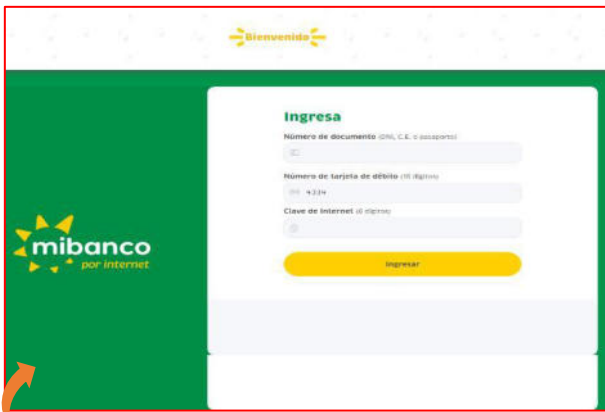 Bienvenido
Ingresa
Número de documento (DNI, C.E. o pasaporte)
Número de tarjeta de débito (16 dígitos)
4334
Clave de Internet (6 dígitos)
Ingresar
mibanco
por internet